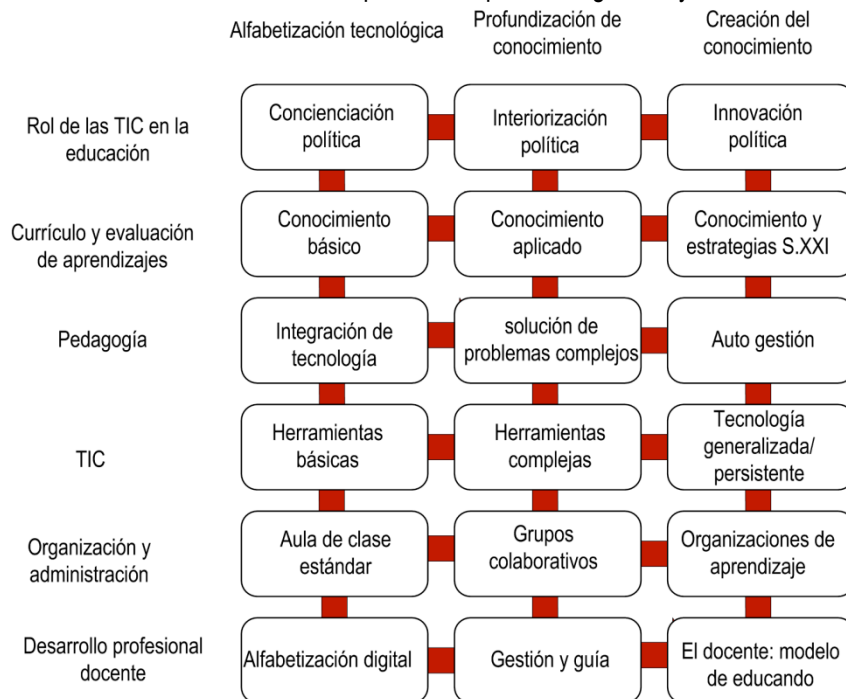 Alfabetización tecnológica
Profundización de
conocimiento
Creación del
conocimiento
Rol de las TIC en la
educación
Concienciación
política
Interiorización
política
Innovación
política
Currículo y evaluación
de aprendizajes
Conocimiento
básico
Conocimiento
aplicado
Conocimiento y
estrategias S.XXI
Pedagogía
Integración de
tecnología
solución de
problemas complejos
Auto gestión
TIC
Herramientas
básicas
Herramientas
complejas
Tecnología
generalizada/
persistente
Organización y
administración
Aula de clase
estándar
Grupos
colaborativos
Organizaciones de
aprendizaje
Desarrollo profesional
docente
Alfabetización digital
Gestión y guía
El docente: modelo
de educando